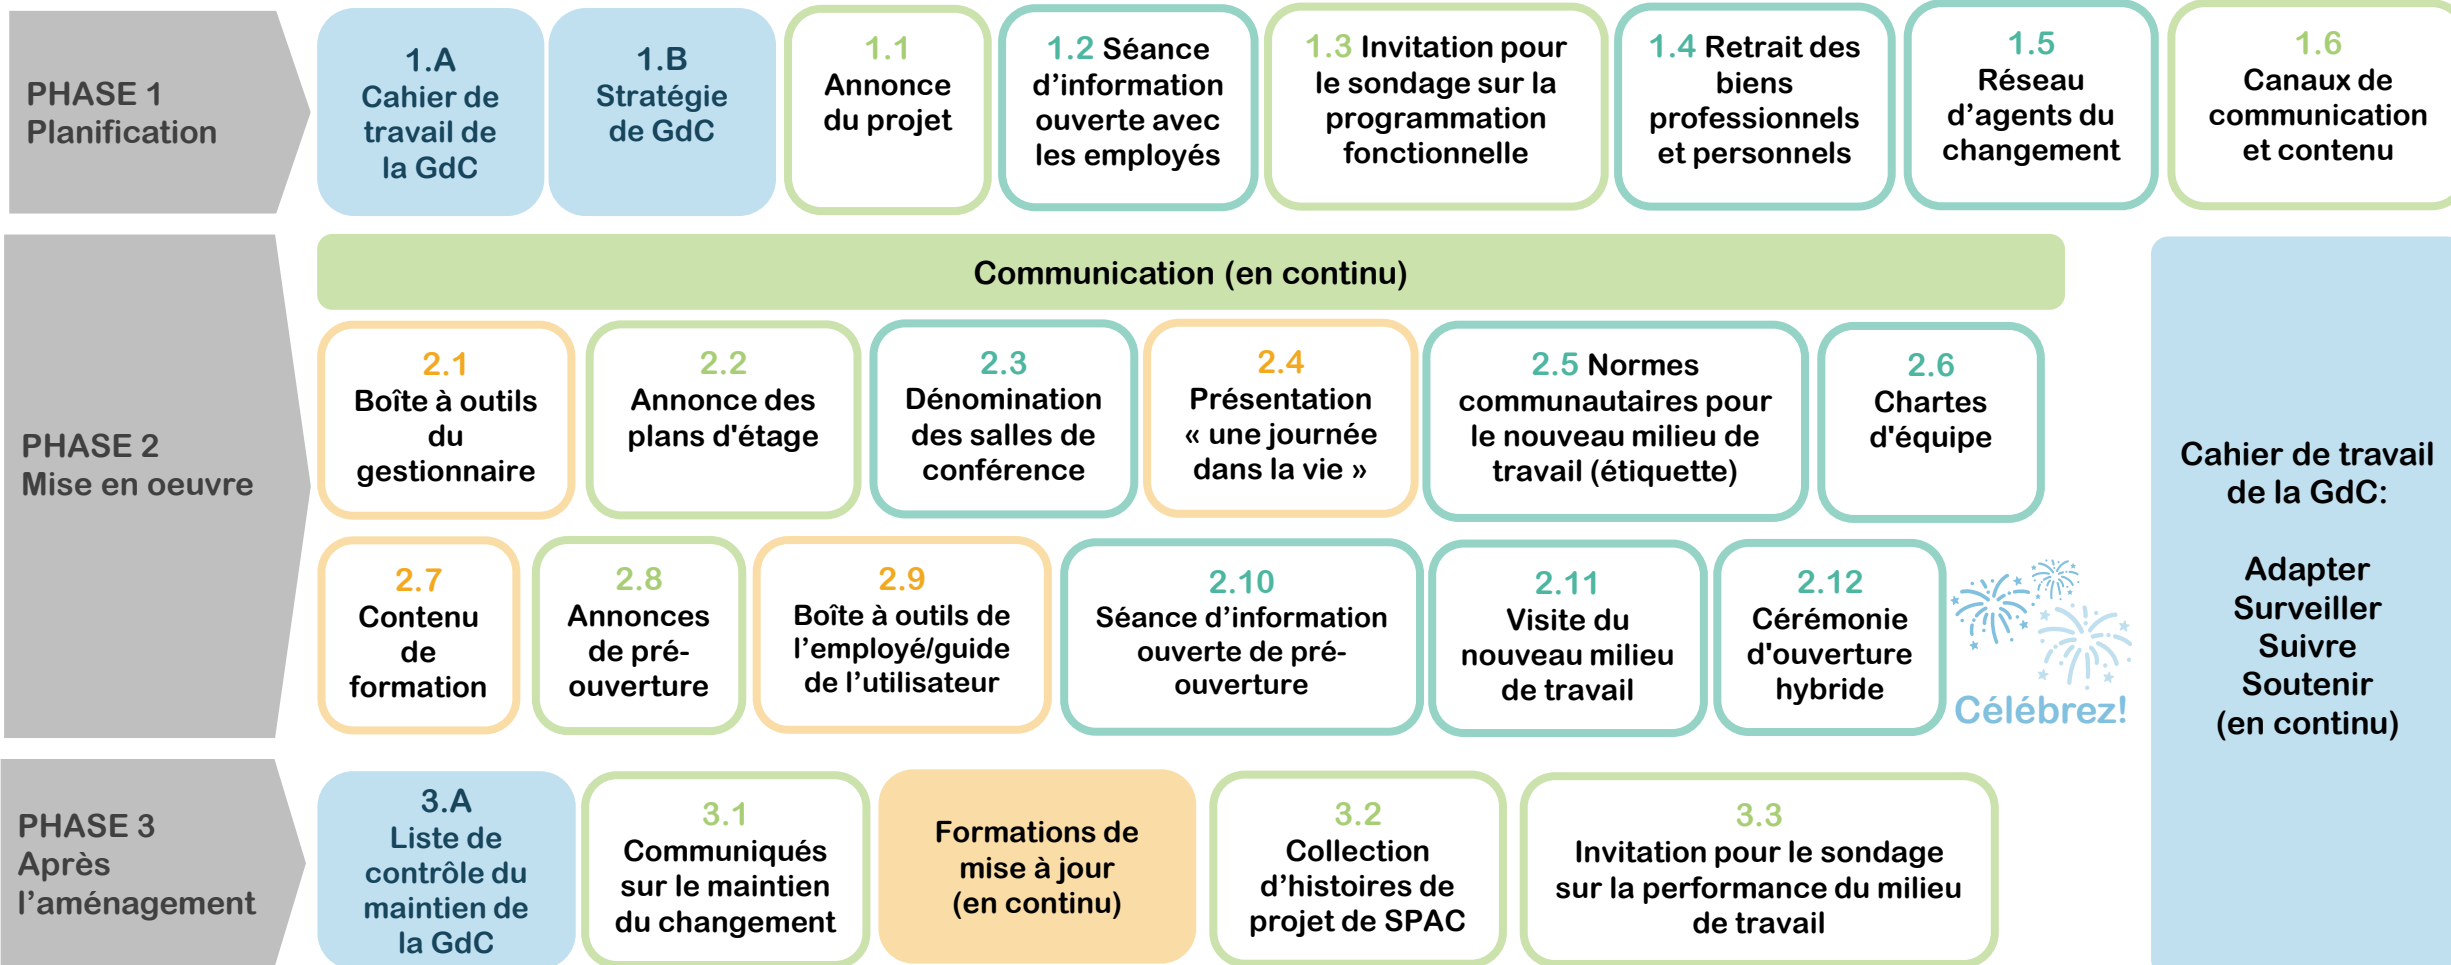 PHASE 1
Planification
1.A
Cahier de
travail de
la GdC
1.B
Stratégie
de GdC
1.1
Annonce
du projet
1.2 Séance
d’information
ouverte avec
les employés
1.3 Invitation pour
le sondage sur la
programmation
fonctionnelle
1.4 Retrait des
biens
professionnels
et personnels
1.5
Réseau
d’agents du
changement
1.6
Canaux de
communication
et contenu
PHASE 2
Mise en oeuvre
Communication (en continu)
2.1
Boîte à outils
du
gestionnaire
2.2
Annonce des
plans d'étage
2.3
Dénomination
des salles de
conférence
2.4
Présentation
« une journée
dans la vie »
2.5 Normes
communautaires pour
le nouveau milieu de
travail (étiquette)
2.6
Chartes
d'équipe
2.7
Contenu
de
formation
2.8
Annonces
de pré-
ouverture
2.9
Boîte à outils de
l’employé/guide
de l’utilisateur
2.10
Séance d’information
ouverte de pré-
ouverture
2.11
Visite du
nouveau milieu
de travail
2.12
Cérémonie
d'ouverture
hybride
Célébrez!
Cahier de travail
de la GdC:
Adapter
Surveiller
Suivre
Soutenir
(en continu)
PHASE 3
Après
l’aménagement
3.A
Liste de
contrôle du
maintien de
la GdC
3.1
Communiqués
sur le maintien
du changement
Formations de
mise à jour
(en continu)
3.2
Collection
d’histoires de
projet de SPAC
3.3
Invitation pour le sondage
sur la performance du milieu
de travail